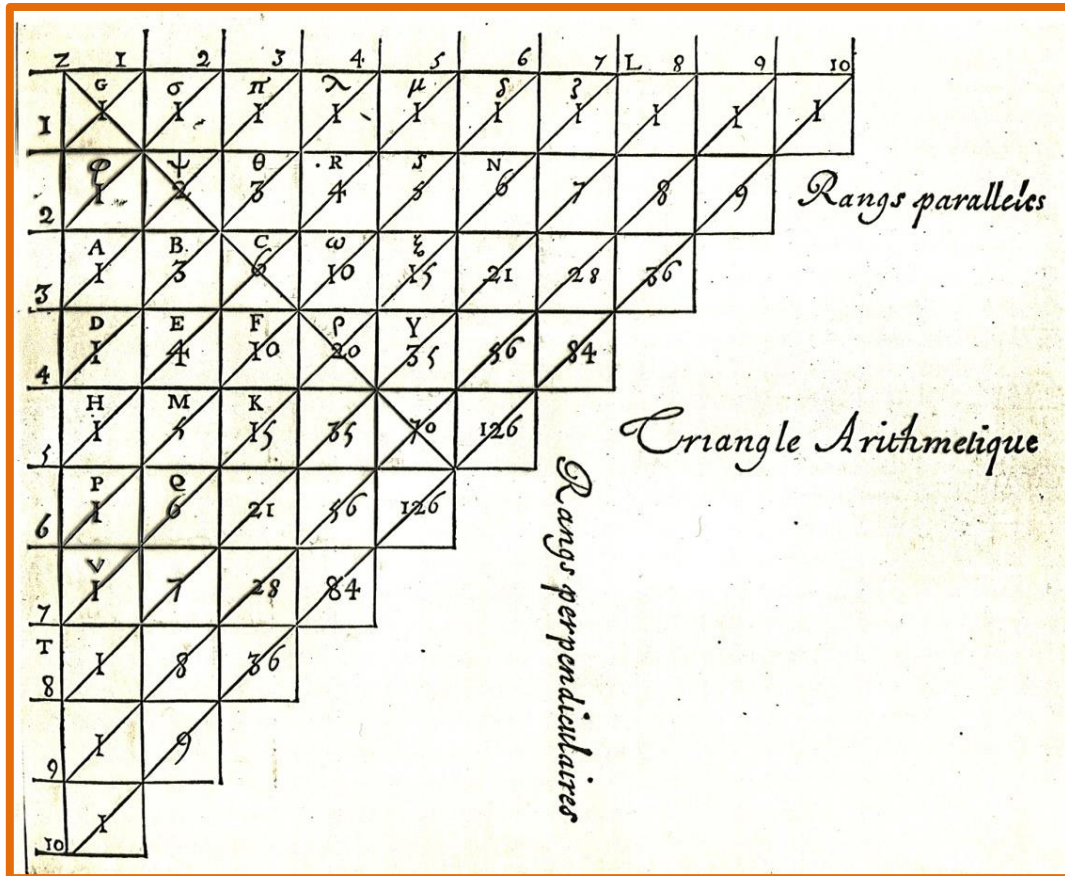 Z 1 2 3 4 5 6 7 L 8 9 10
G σ π λ μ δ ζ
1 1 1 1 1 1 1 1 1 1 1
φ ψ θ R S N
2 1 2 3 4 5 6 7 8 9
Rangs paralleles
A B C ω ξ
3 1 3 6 10 15 21 28 36
D E F ρ Y
4 1 4 10 20 35 56 84
H M K
5 1 5 15 35 70 126
Triangle Arithmetique
P Q
6 1 6 21 56 126
V
7 1 7 28 84
T
8 1 8 36
9 1 9
10 1
Rangs perpendiculaires